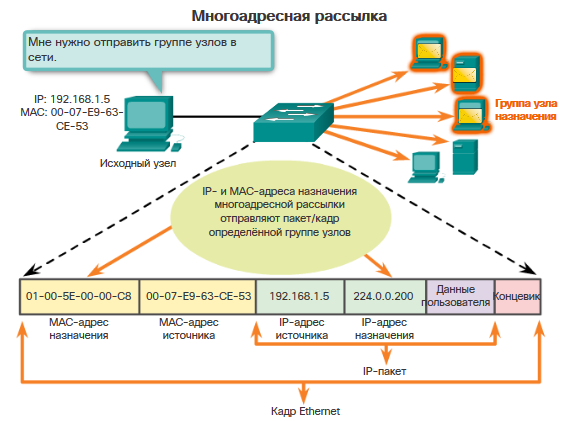 Многоадресная рассылка
Мне нужно отправить группе узлов в
сети.
IP: 192.168.1.5
MAC: 00-07-E9-63-
CE-53
Исходный узел
Группа узла
назначения
IP- и MAC-адреса назначения
многоадресной рассылки
отправляют пакет/кадр
определённой группе узлов
01-00-5E-00-00-C8
00-07-E9-63-CE-53
192.168.1.5
224.0.0.200
Данные
пользователя
Концевик
MAC-адрес
назначения
MAC-адрес
источника
IP-адрес
источника
IP-адрес
назначения
IP-пакет
Кадр Ethernet